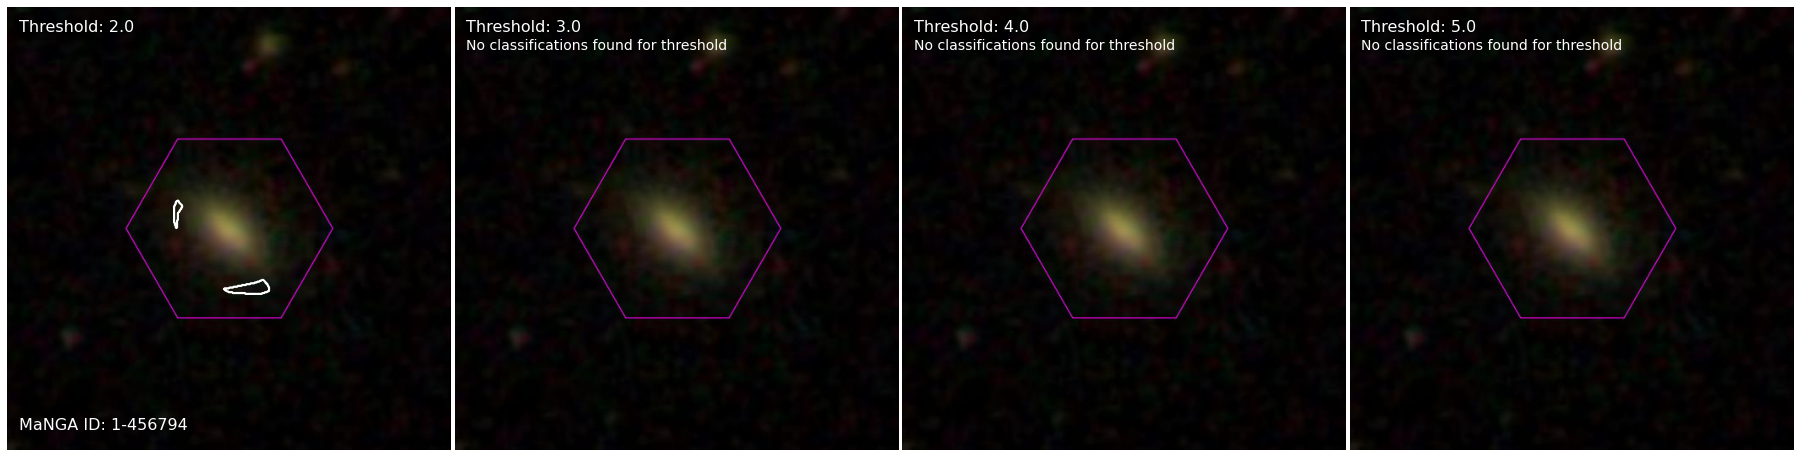 Threshold: 2.0
MaNGA ID: 1-456794
Threshold: 3.0
No classifications found for threshold
Threshold: 4.0
No classifications found for threshold
Threshold: 5.0
No classifications found for threshold